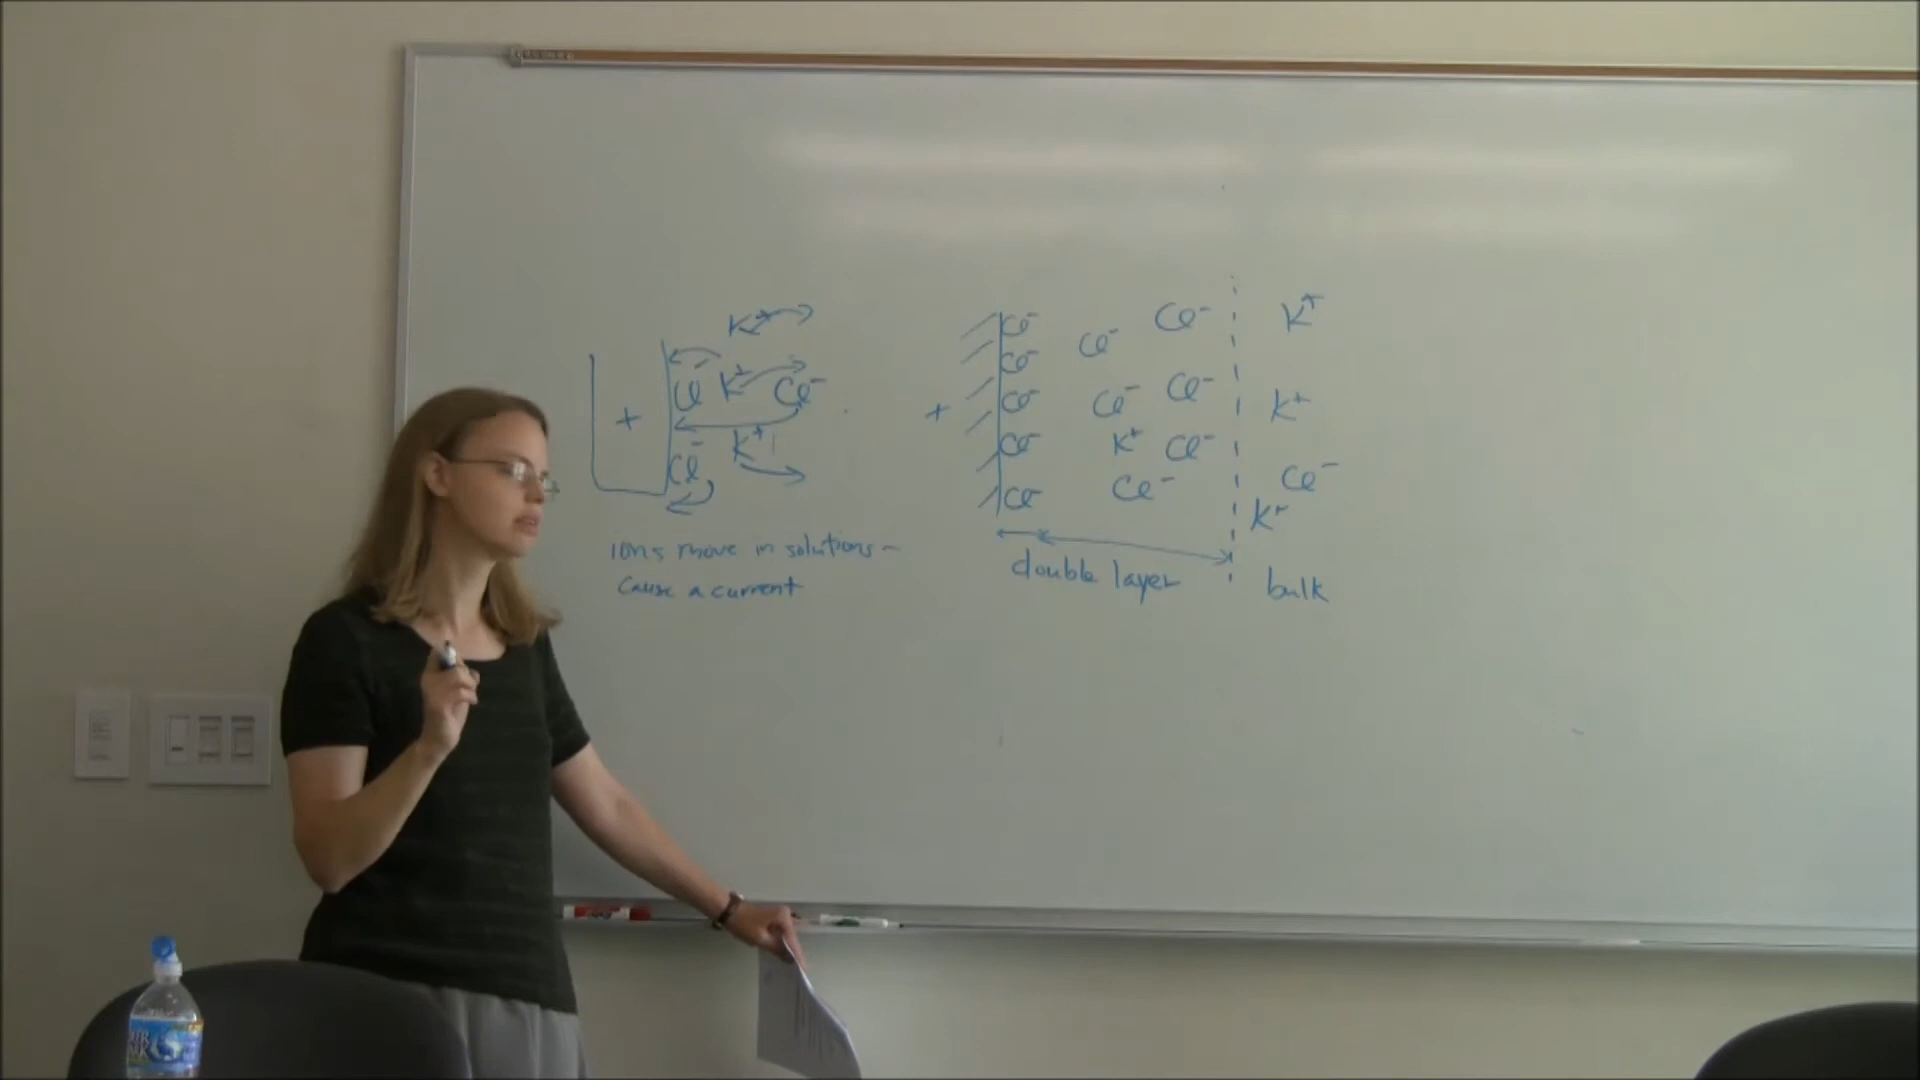 K+
Cl- K+ Cl-
+
Cl- K+
ions move in solutions -
cause a current
Cl- Cl- K+
Cl- Cl-
+ Cl- Cl- Cl- K+
Cl- K+ Cl-
Cl-
Cl- Cl- K+
double layer
bulk